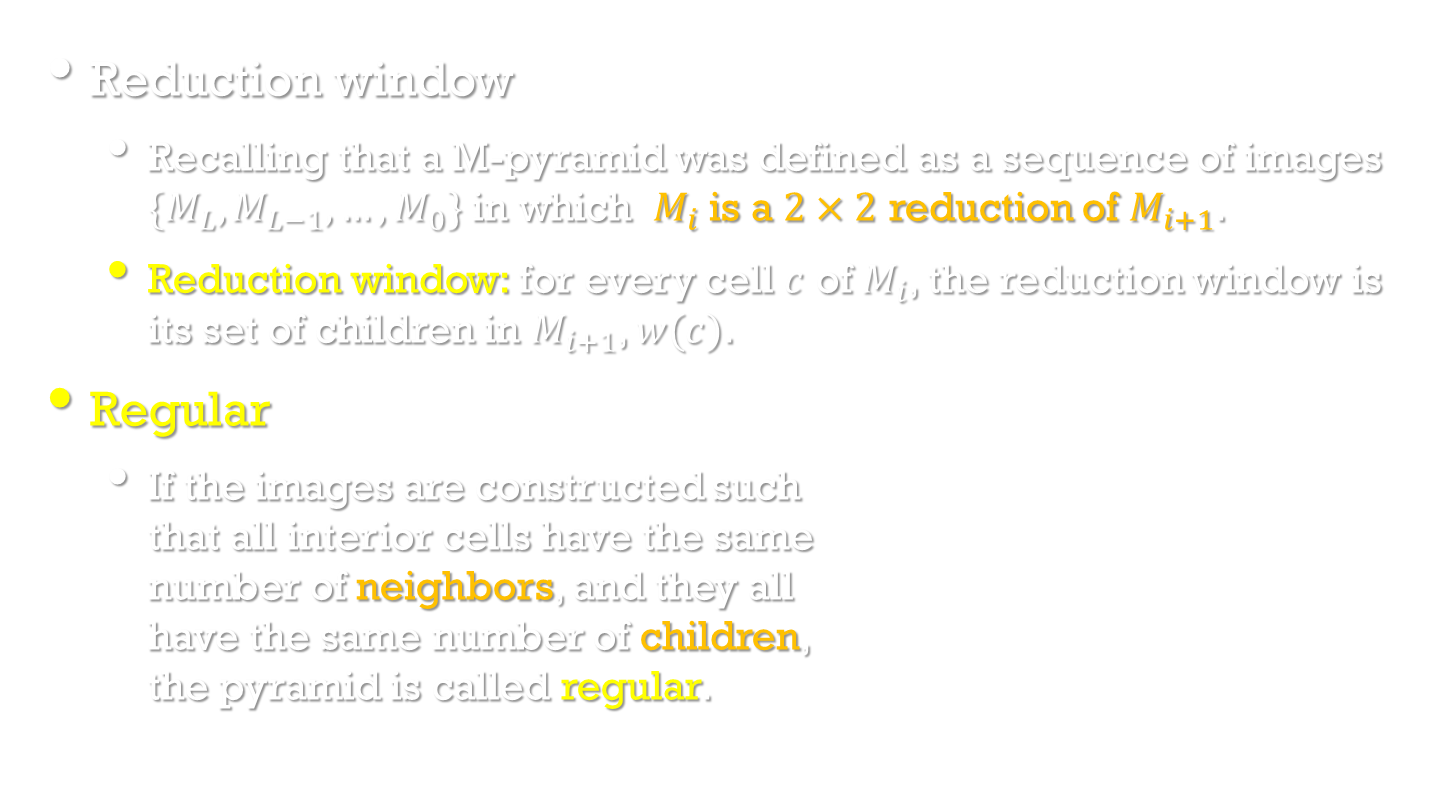 • Reduction window
• Recalling that a M-pyramid was defined as a sequence of images
{M_L, M_{L−1}, … , M_0} in which M_i is a 2 × 2 reduction of M_{i+1}.
• Reduction window: for every cell c of M_i, the reduction window is
its set of children in M_{i+1}, w(c).
• Regular
• If the images are constructed such
that all interior cells have the same
number of neighbors, and they all
have the same number of children,
the pyramid is called regular.